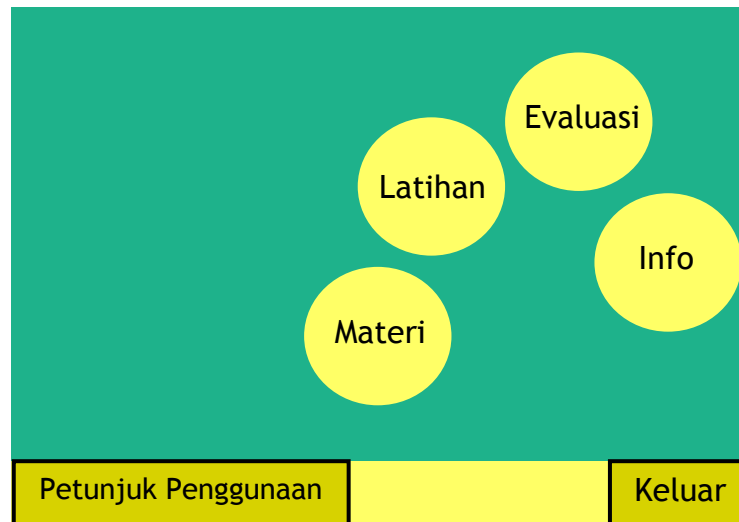 Evaluasi
Latihan
Info
Materi
Petunjuk Penggunaan
Keluar